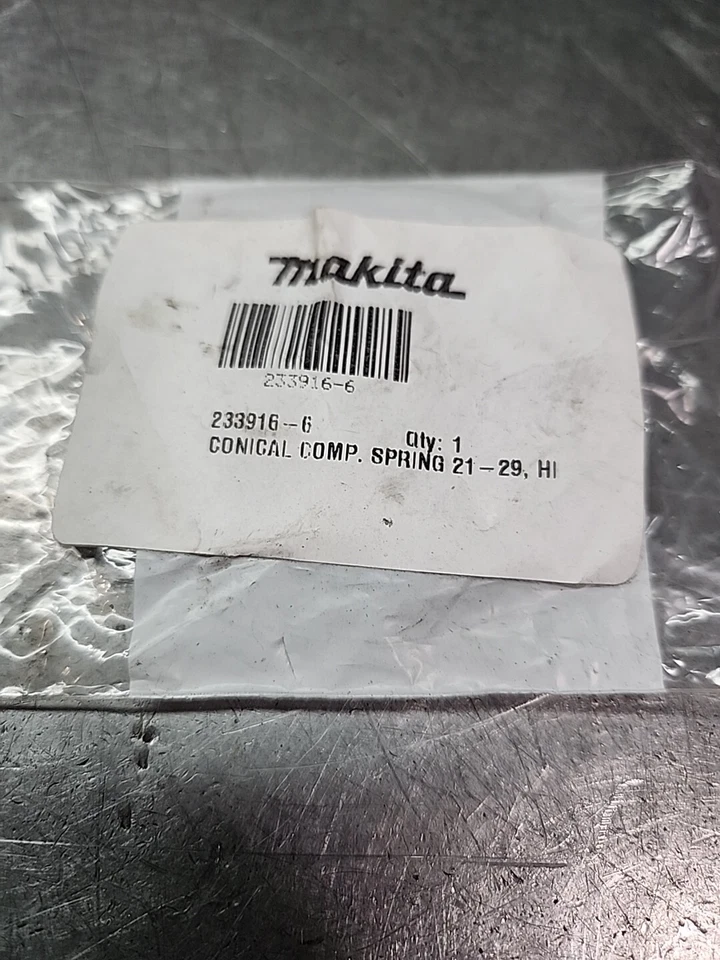 makita
233916-6
233916-6
Qty: 1
CONICAL COMP. SPRING 21-29, HI